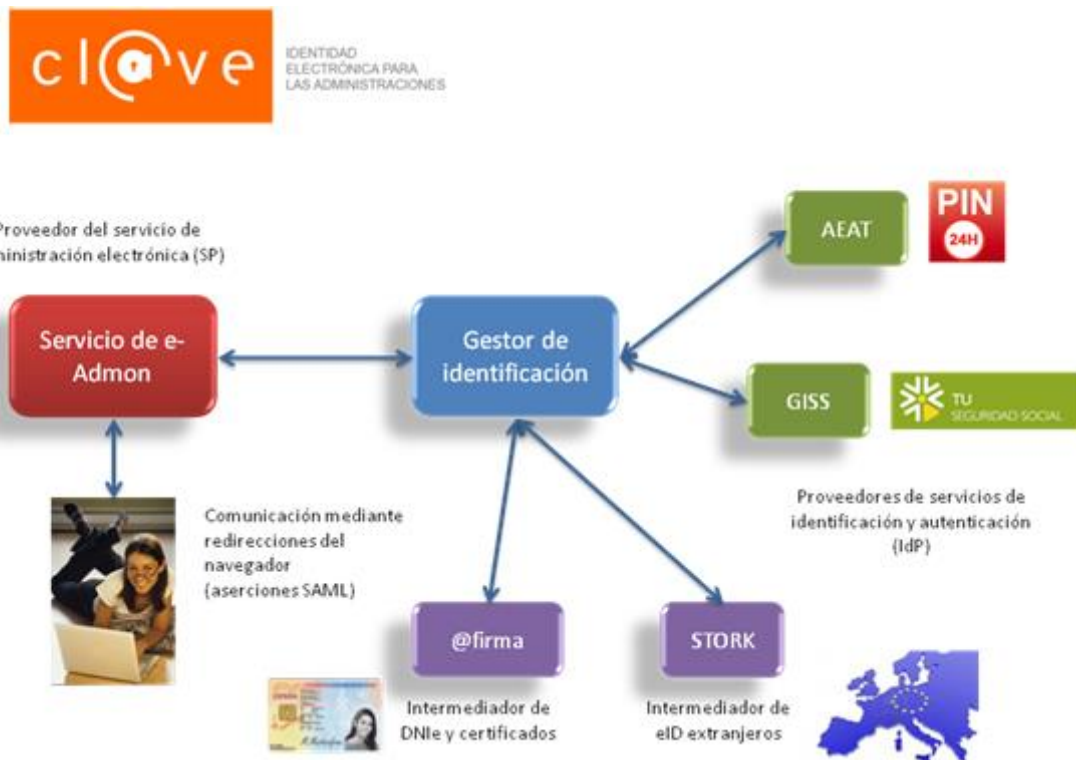 cl@ve
IDENTIDAD
ELECTRÓNICA PARA
LAS ADMINISTRACIONES
Proveedor del servicio de
ministración electrónica (SP)
Servicio de e-
Admon
Gestor de
identificación
AEAT
PIN
24H
GISS
TU
SEGURIDAD SOCIAL
Proveedores de servicios de
identificación y autenticación
(IdP)
Comunicación mediante
redirecciones del
navegador
(aserciones SAML)
@firma
STORK
Intermediador de
DNIe y certificados
Intermediador de
eID extranjeros